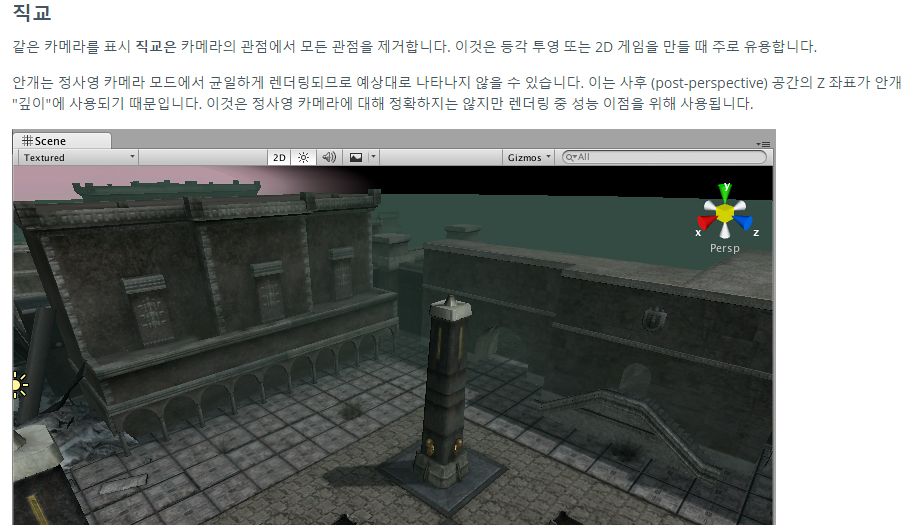 직교
같은 카메라를 표시 직교은 카메라의 관점에서 모든 관점을 제거합니다. 이것은 등각 투영 또는 2D 게임을 만들 때 주로 유용합니다.
안개는 정사영 카메라 모드에서 균일하게 렌더링되므로 예상대로 나타나지 않을 수 있습니다. 이는 사후 (post-perspective) 공간의 Z 좌표가 안개
"깊이"에 사용되기 때문입니다. 이것은 정사영 카메라에 대해 정확하지는 않지만 렌더링 중 성능 이점을 위해 사용됩니다.
Scene
Textured 2D Gizmos All
y
x z
Persp